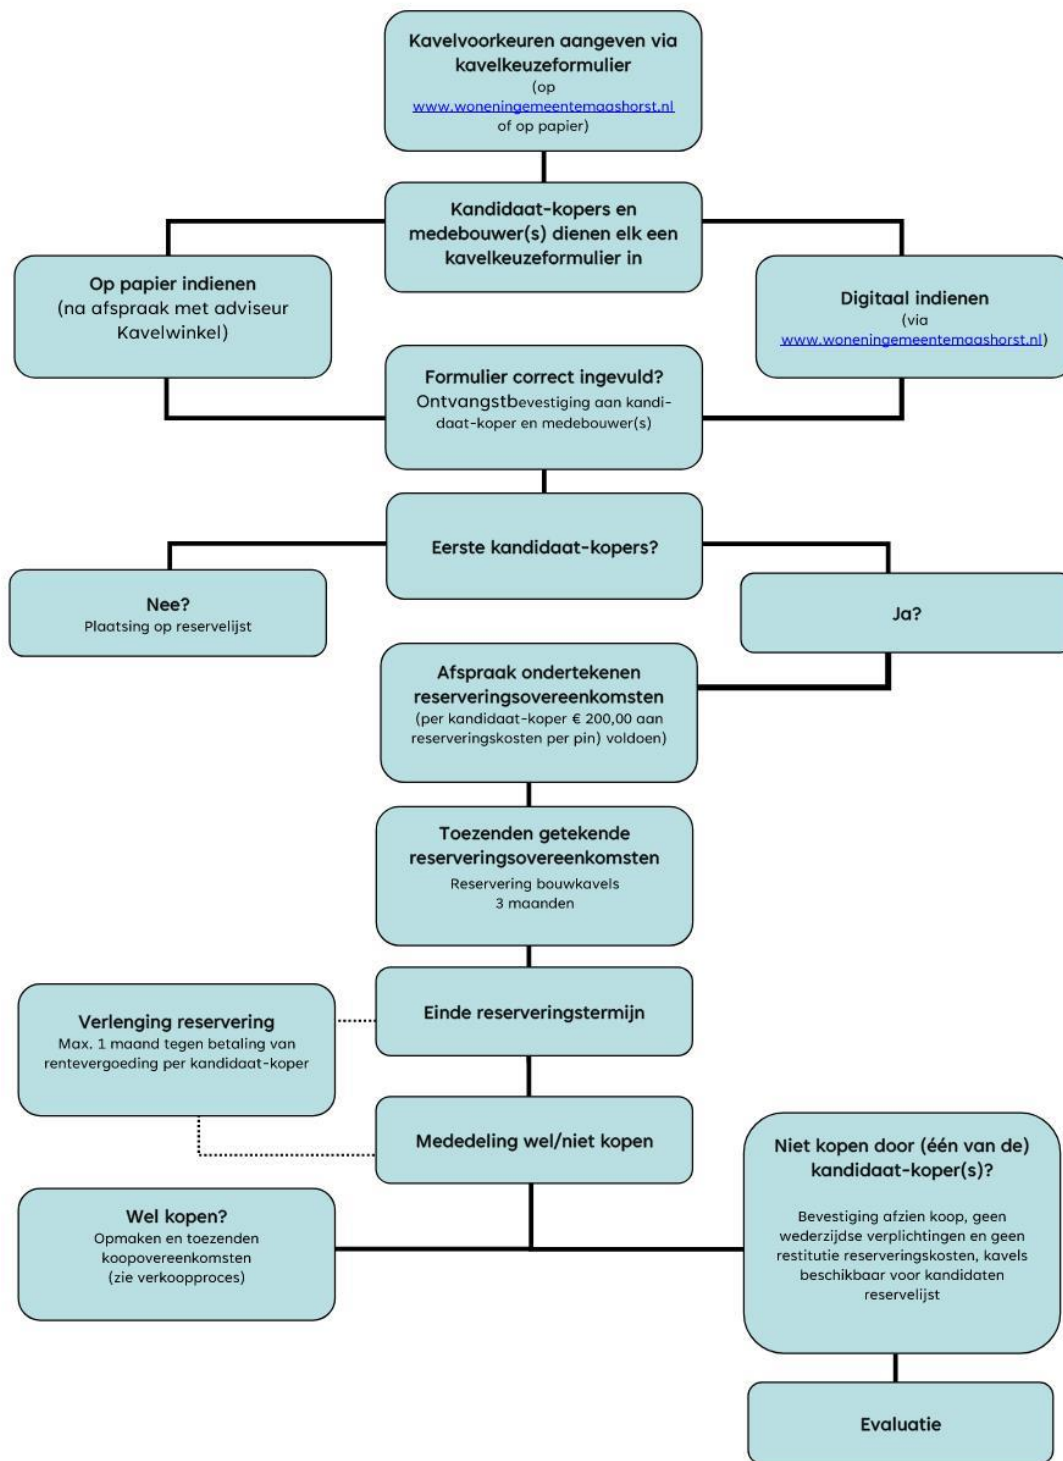 Kavelvoorkeuren aangeven via
kavelkeuzeformulier
(op
www.woneningemeentemaashorst.nl
of op papier)
Kandidaat-kopers en
medebouwer(s) dienen elk een
kavelkeuzeformulier in
Op papier indienen
(na afspraak met adviseur
Kavelwinkel)
Digitaal indienen
(via
www.woneningemeentemaashorst.nl)
Formulier correct ingevuld?
Ontvangstbevestiging aan kandi-
daat-koper en medebouwer(s)
Eerste kandidaat-kopers?
Nee?
Plaatsing op reservelijst
Ja?
Afspraak ondertekenen
reserveringsovereenkomsten
(per kandidaat-koper € 200,00 aan
reserveringskosten per pin) voldoen)
Toezenden getekende
reserveringsovereenkomsten
Reservering bouwkavels
3 maanden
Einde reserveringstermijn
Verlenging reservering
Max. 1 maand tegen betaling van
rentevergoeding per kandidaat-koper
Mededeling wel/niet kopen
Niet kopen door (één van de)
kandidaat-koper(s)?
Bevestiging afzien koop, geen
wederzijdse verplichtingen en geen
restitutie reserveringskosten, kavels
beschikbaar voor kandidaten
reservelijst
Wel kopen?
Opmaken en toezenden
koopovereenkomsten
(zie verkoopproces)
Evaluatie